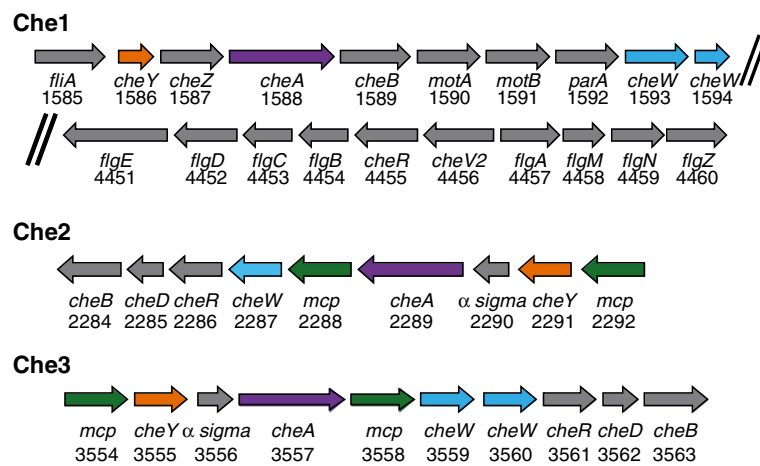 Che1
fliA cheY cheZ cheA cheB motA motB parA cheW cheW
1585 1586 1587 1588 1589 1590 1591 1592 1593 1594
flgE flgD flgC flgB cheR cheV2 flgA flgM flgN flgZ
4451 4452 4453 4454 4455 4456 4457 4458 4459 4460
Che2
cheB cheD cheR cheW mcp cheA α sigma cheY mcp
2284 2285 2286 2287 2288 2289 2290 2291 2292
Che3
mcp cheY α sigma cheA mcp cheW cheW cheR cheD cheB
3554 3555 3556 3557 3558 3559 3560 3561 3562 3563